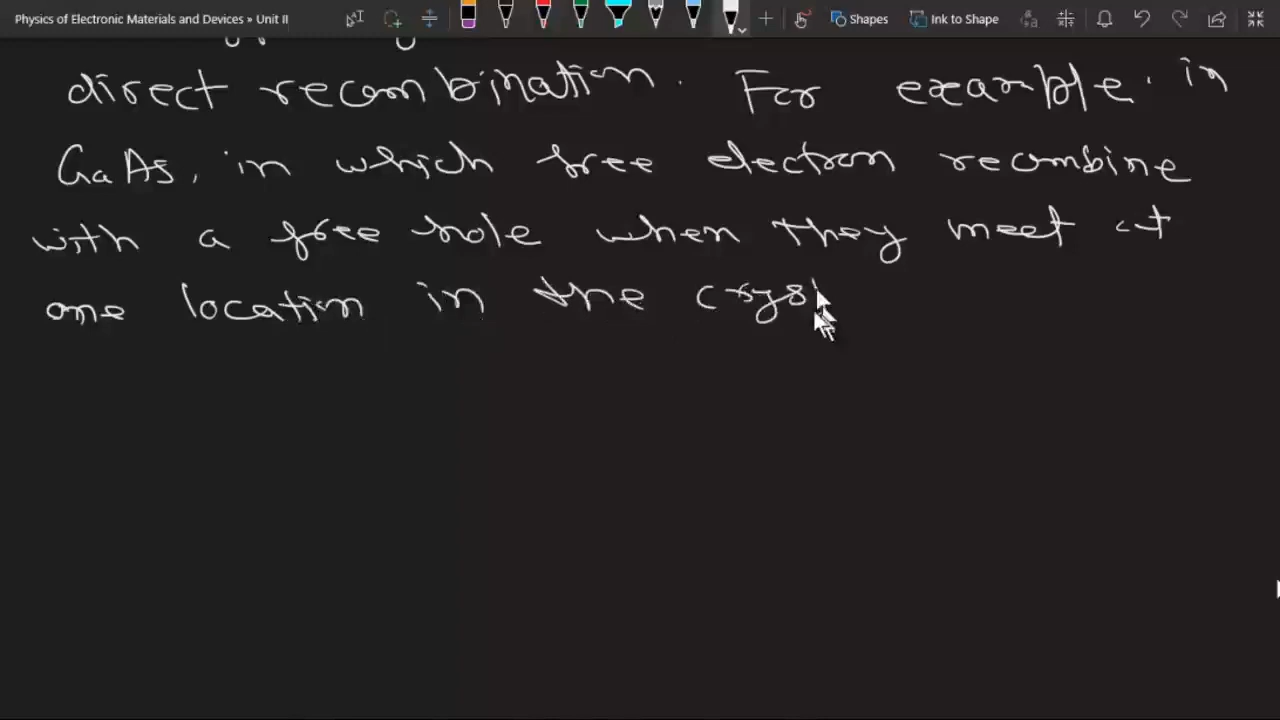 Physics of Electronic Materials and Devices » Unit II
Shapes
Ink to Shape
direct recombination. For example. in
GaAs, in which free electron recombine
with a free hole when they meet at
one location in the crys